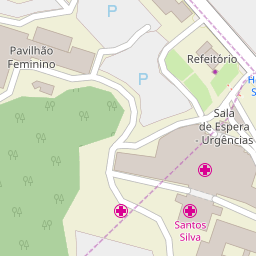 P
Pavilhão
Feminino
P
Refeitório
Sala
de Espera
- Urgências
Santos
Silva